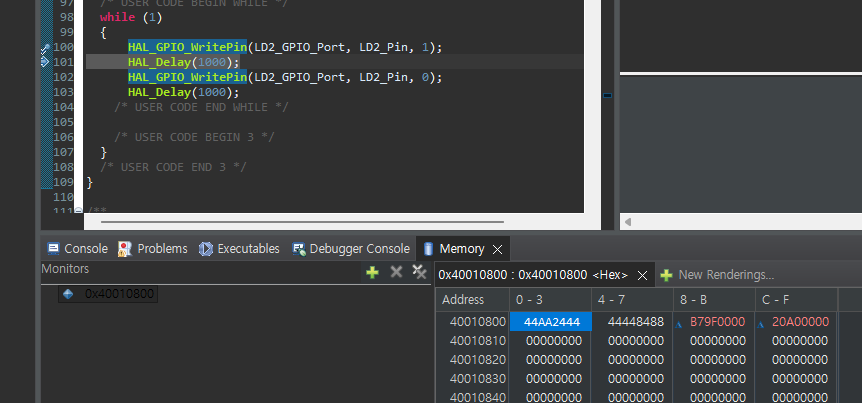 97 /* USER CODE BEGIN WHILE */
98 while (1)
99 {
100 HAL_GPIO_WritePin(LD2_GPIO_Port, LD2_Pin, 1);
101 HAL_Delay(1000);
102 HAL_GPIO_WritePin(LD2_GPIO_Port, LD2_Pin, 0);
103 HAL_Delay(1000);
104 /* USER CODE END WHILE */
105
106 /* USER CODE BEGIN 3 */
107 }
108 /* USER CODE END 3 */
109 }
110
111 /**
Console Problems Executables Debugger Console Memory
Monitors
0x40010800
0x40010800 : 0x40010800 <Hex> New Renderings...
Address 0 - 3 4 - 7 8 - B C - F
40010800 44AA2444 44448488 B79F0000 20A00000
40010810 00000000 00000000 00000000 00000000
40010820 00000000 00000000 00000000 00000000
40010830 00000000 00000000 00000000 00000000
40010840 00000000 00000000 00000000 00000000